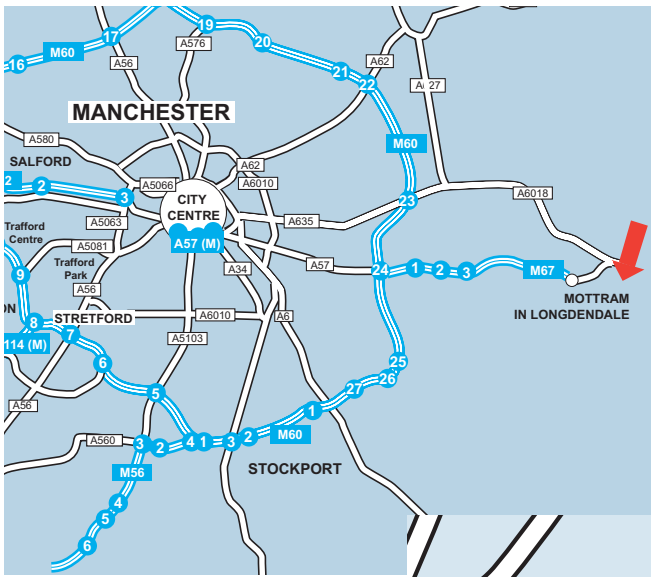 19
17
A576
20
M60
16
A56
21
A62
22
A627
MANCHESTER
A580
M60
SALFORD
A62
2
2
A5066
A6010
3
CITY
CENTRE
23
A6018
A5063
A635
Trafford
Centre
A5081
A57 (M)
Trafford
Park
A34
A57
24
1
2
3
M67
9
A56
MOTTRAM
IN LONGDENDALE
ON
8
STRETFORD
A6010
A6
7
A5103
114 (M)
6
25
26
27
5
A56
1
A560
3
2
4
1
3
2
M60
M56
STOCKPORT
4
5
6